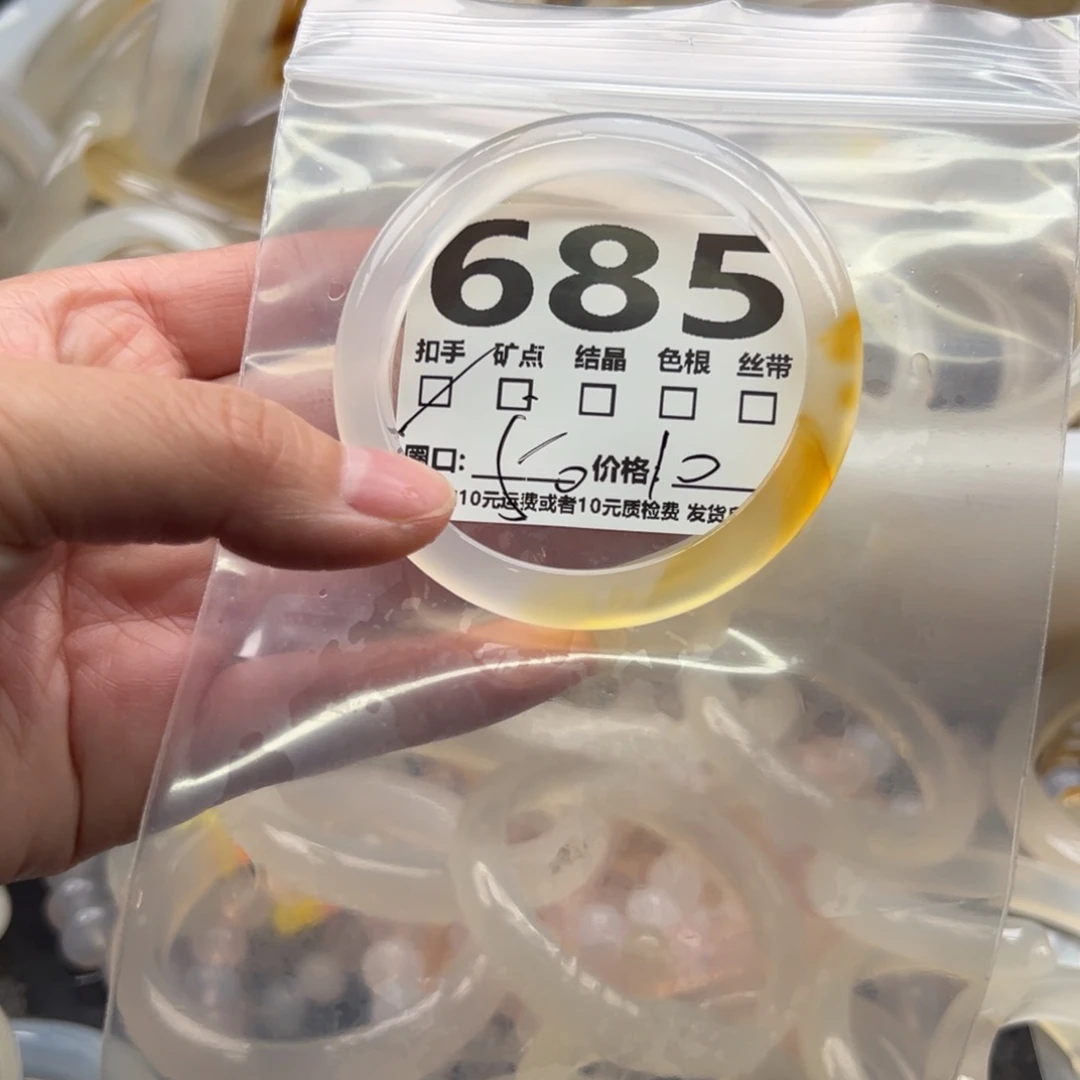 685
扣手 矿点 结晶 色根 丝带
圈口: 价格: 10
10元运费或者10元质检费 发货